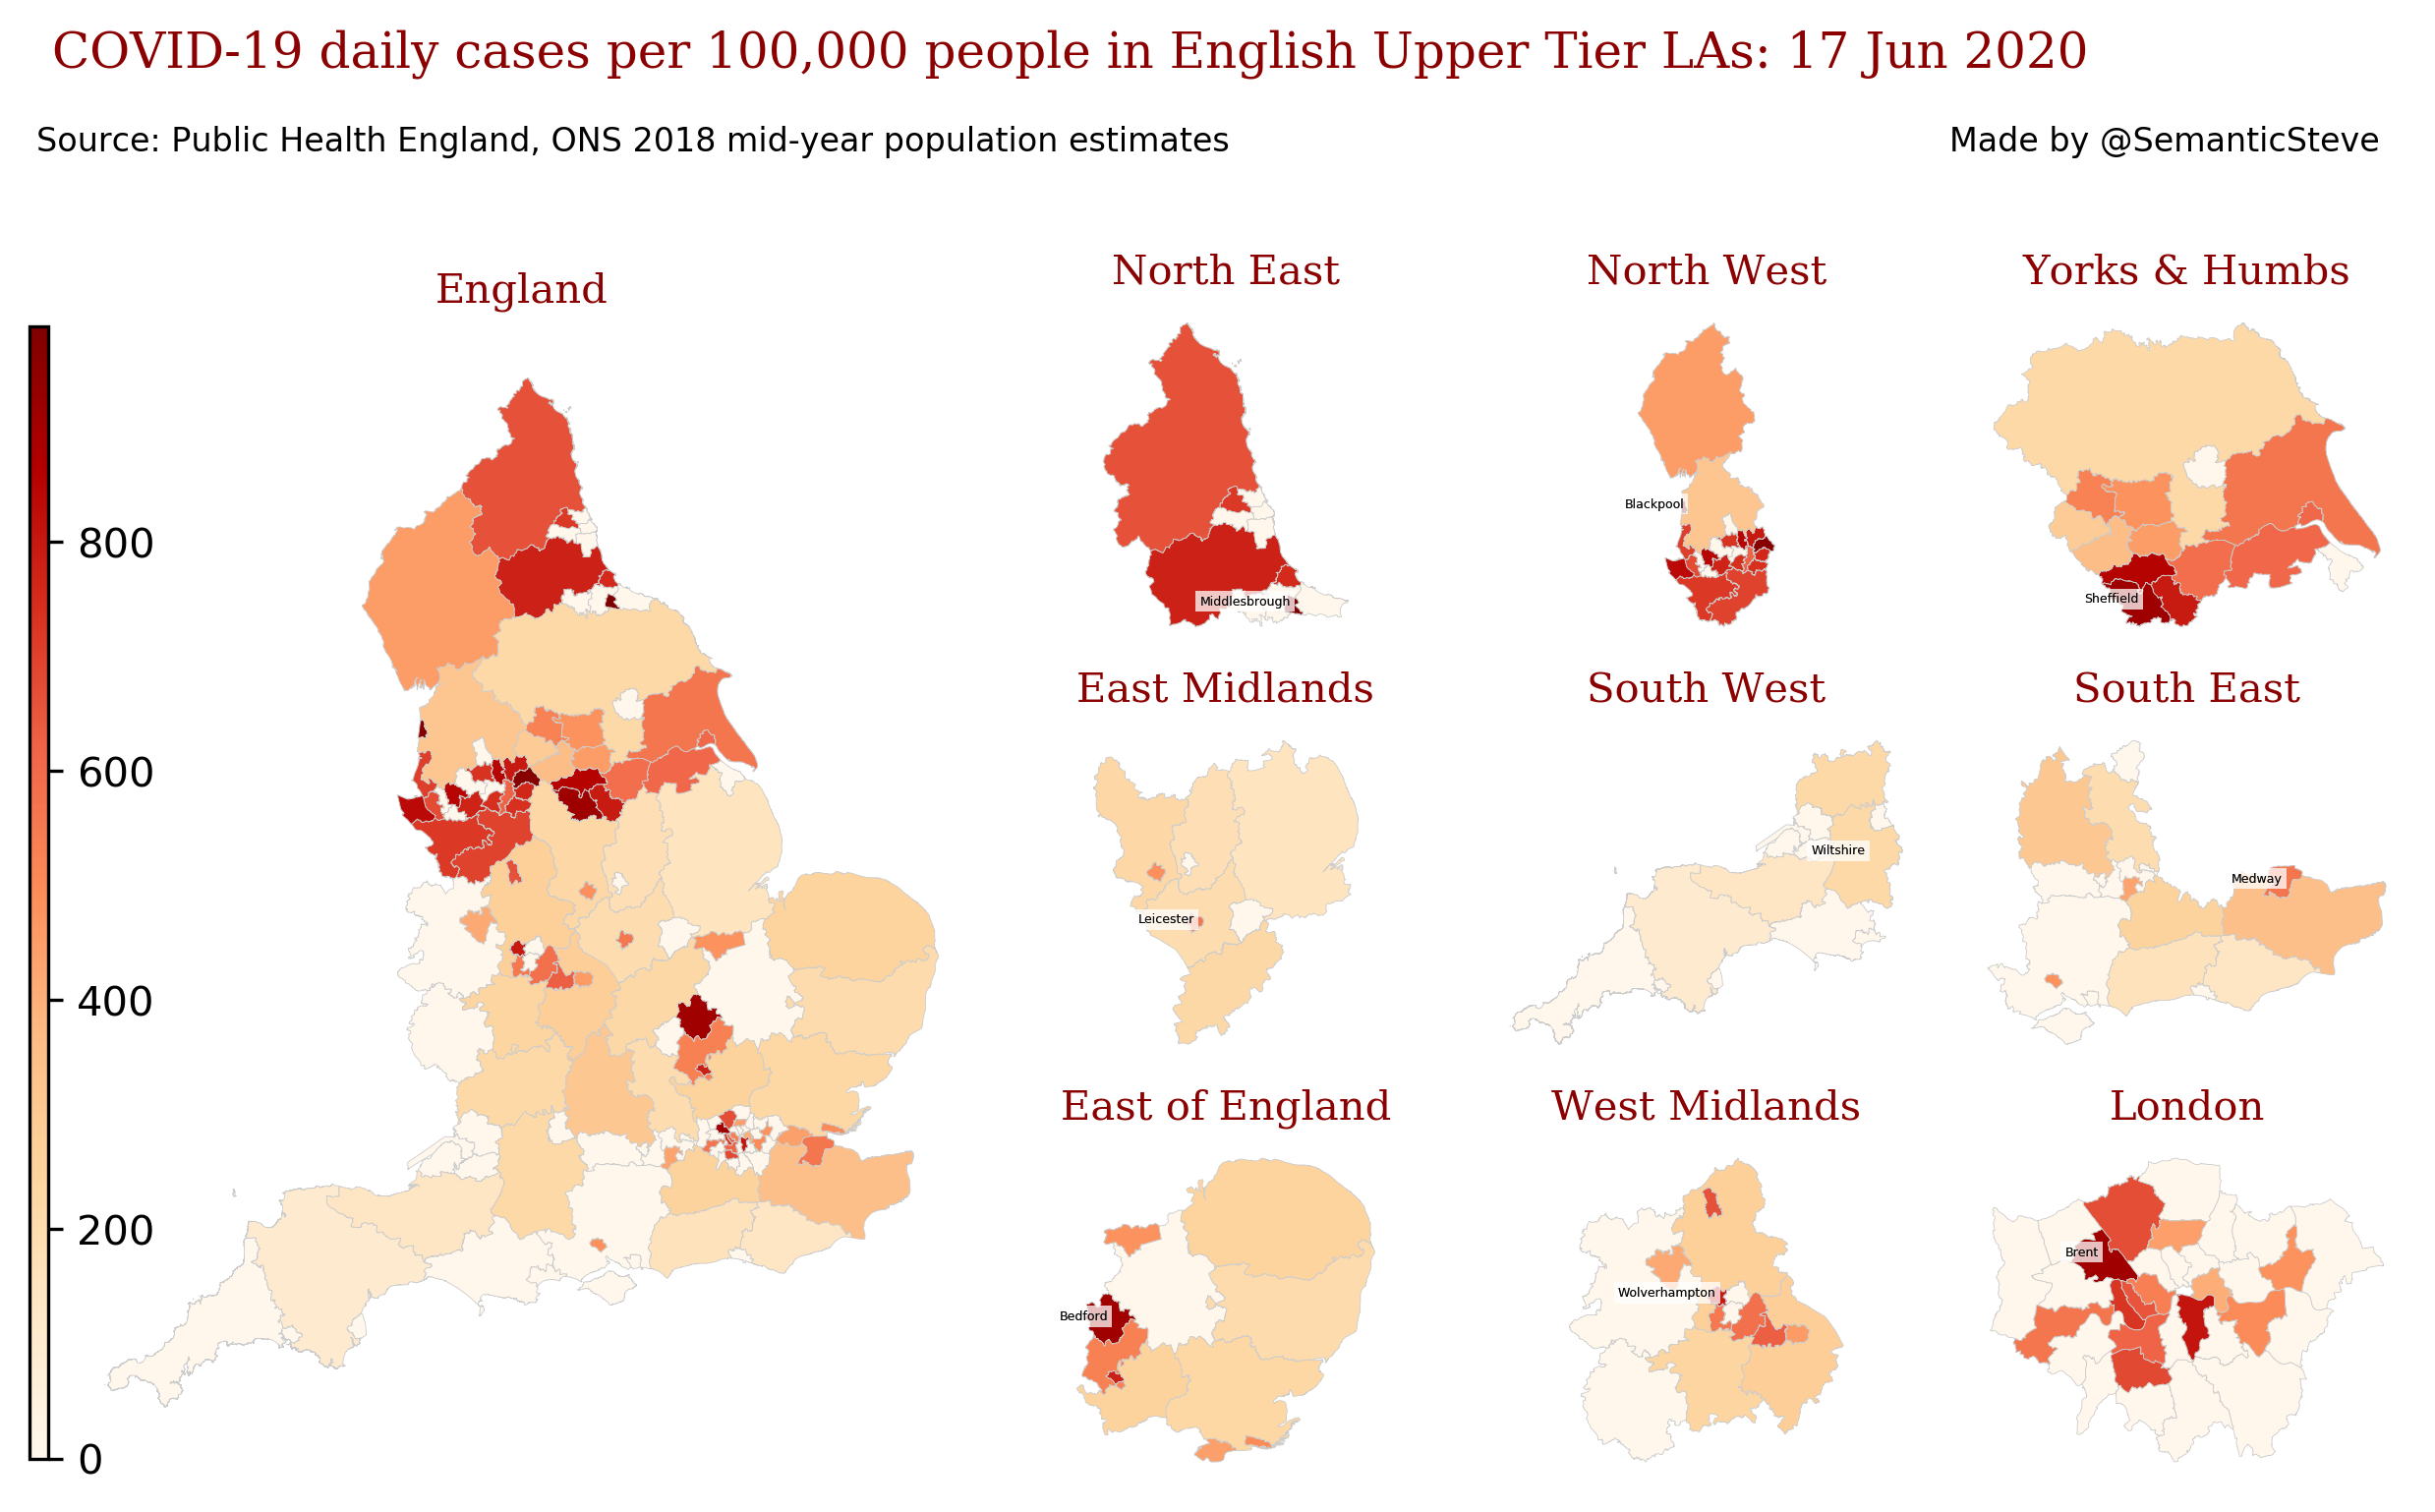 COVID-19 daily cases per 100,000 people in English Upper Tier LAs: 17 Jun 2020
Source: Public Health England, ONS 2018 mid-year population estimates
Made by @SemanticSteve
England
800
600
400
200
0
North East
Middlesbrough
North West
Blackpool
Yorks & Humbs
Sheffield
East Midlands
Leicester
South West
Wiltshire
South East
Medway
East of England
Bedford
West Midlands
Wolverhampton
London
Brent